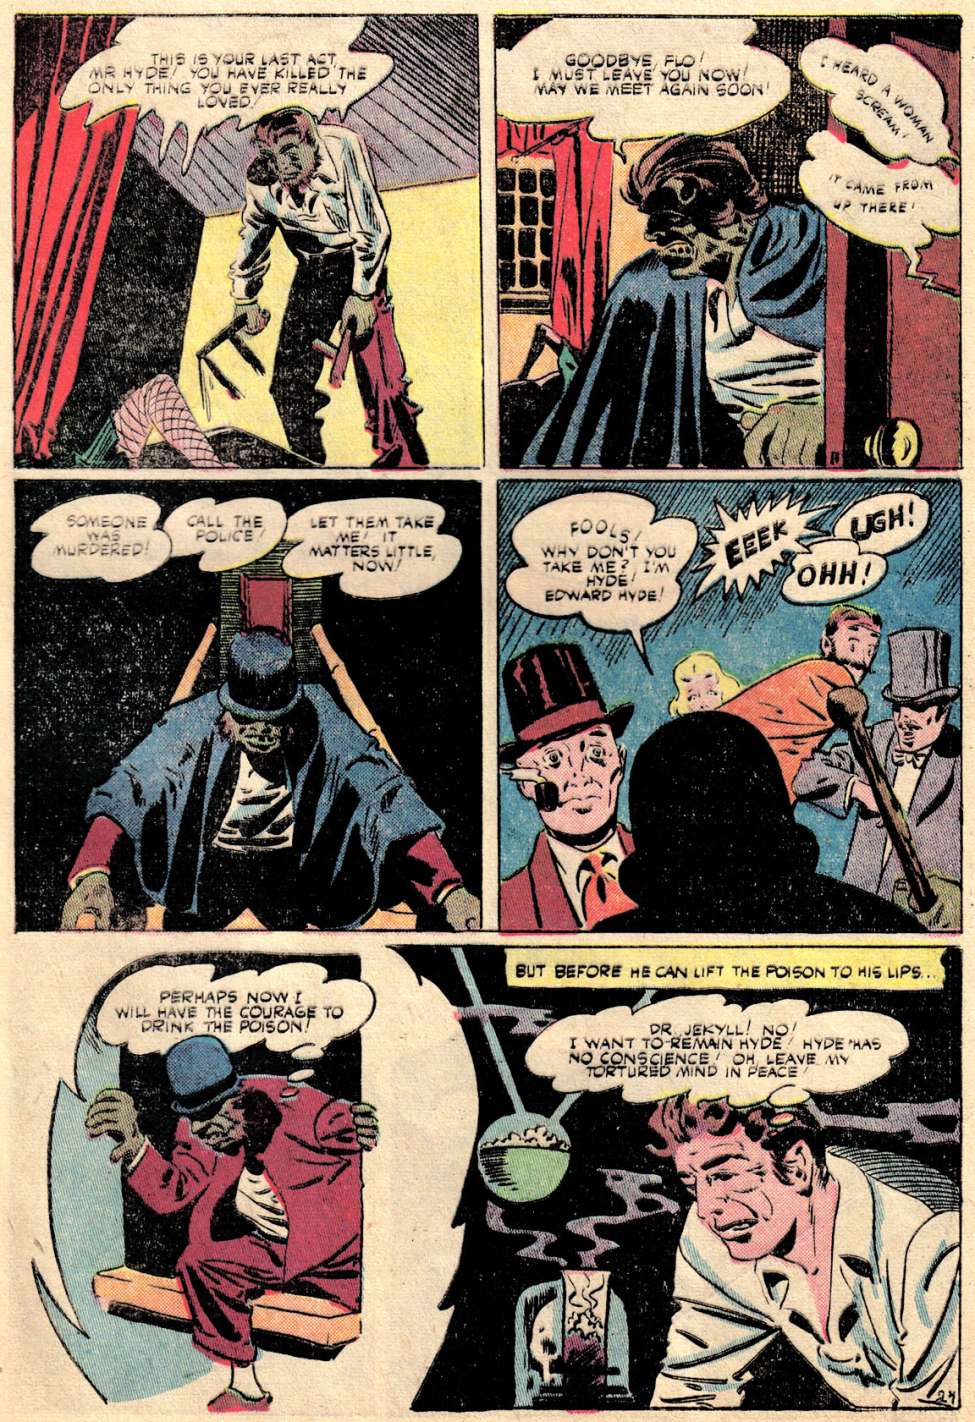 THIS IS YOUR LAST ACT,
MR HYDE! YOU HAVE KILLED THE
ONLY THING YOU EVER REALLY
LOVED!
GOODBYE, FLO!
I MUST LEAVE YOU NOW!
MAY WE MEET AGAIN SOON!
I HEARD A WOMAN
SCREAM!
IT CAME FROM
UP THERE!
SOMEONE
WAS
MURDERED!
CALL THE
POLICE!
LET THEM TAKE
ME! IT
MATTERS LITTLE,
NOW!
FOOLS!
WHY DON'T YOU
TAKE ME? I'M
HYDE!
EDWARD HYDE!
EEEK
UGH!
OHH!
PERHAPS NOW I
WILL HAVE THE COURAGE TO
DRINK THE POISON!
BUT BEFORE HE CAN LIFT THE POISON TO HIS LIPS...
DR. JEKYLL! NO!
I WANT TO REMAIN HYDE! HYDE HAS
NO CONSCIENCE! OH, LEAVE MY
TORTURED MIND IN PEACE!
27